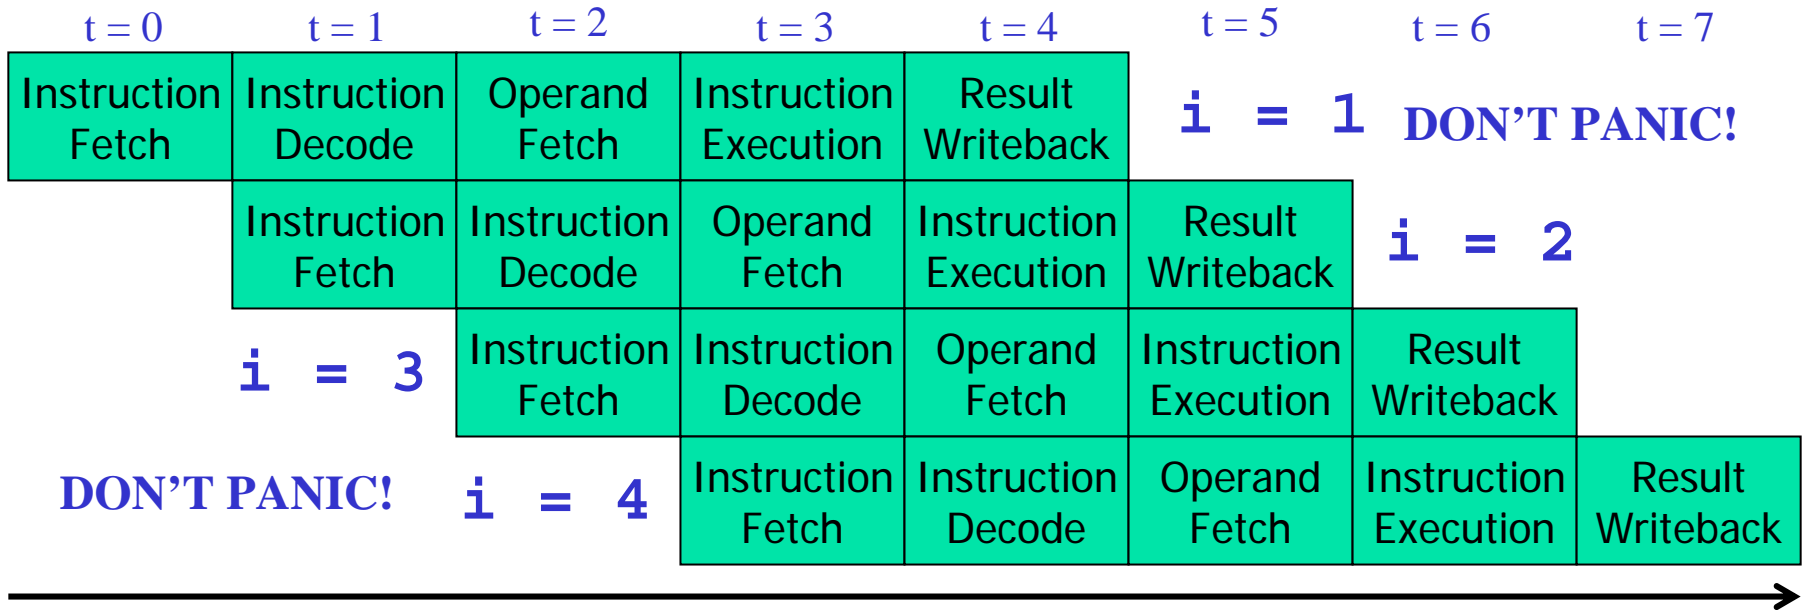 t = 0 t = 1 t = 2 t = 3 t = 4 t = 5 t = 6 t = 7
Instruction Instruction Operand Instruction Result
Fetch Decode Fetch Execution Writeback
i = 1 DON’T PANIC!
Instruction Instruction Operand Instruction Result
Fetch Decode Fetch Execution Writeback
i = 2
i = 3
Instruction Instruction Operand Instruction Result
Fetch Decode Fetch Execution Writeback
DON’T PANIC! i = 4
Instruction Instruction Operand Instruction Result
Fetch Decode Fetch Execution Writeback